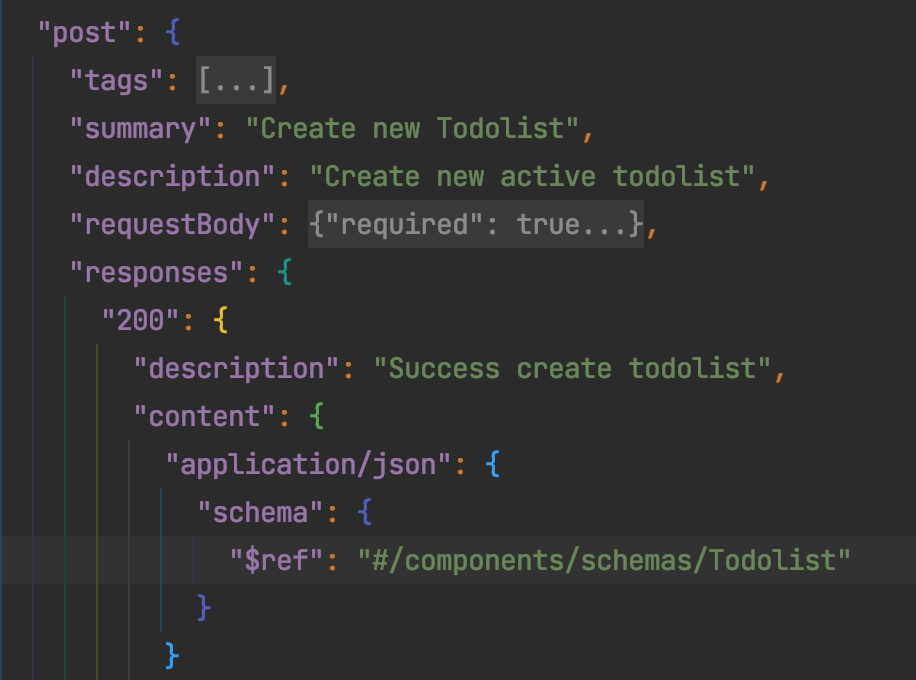 "post": {
"tags": [...],
"summary": "Create new Todolist",
"description": "Create new active todolist",
"requestBody": {"required": true...},
"responses": {
"200": {
"description": "Success create todolist",
"content": {
"application/json": {
"schema": {
"$ref": "#/components/schemas/Todolist"
}
}